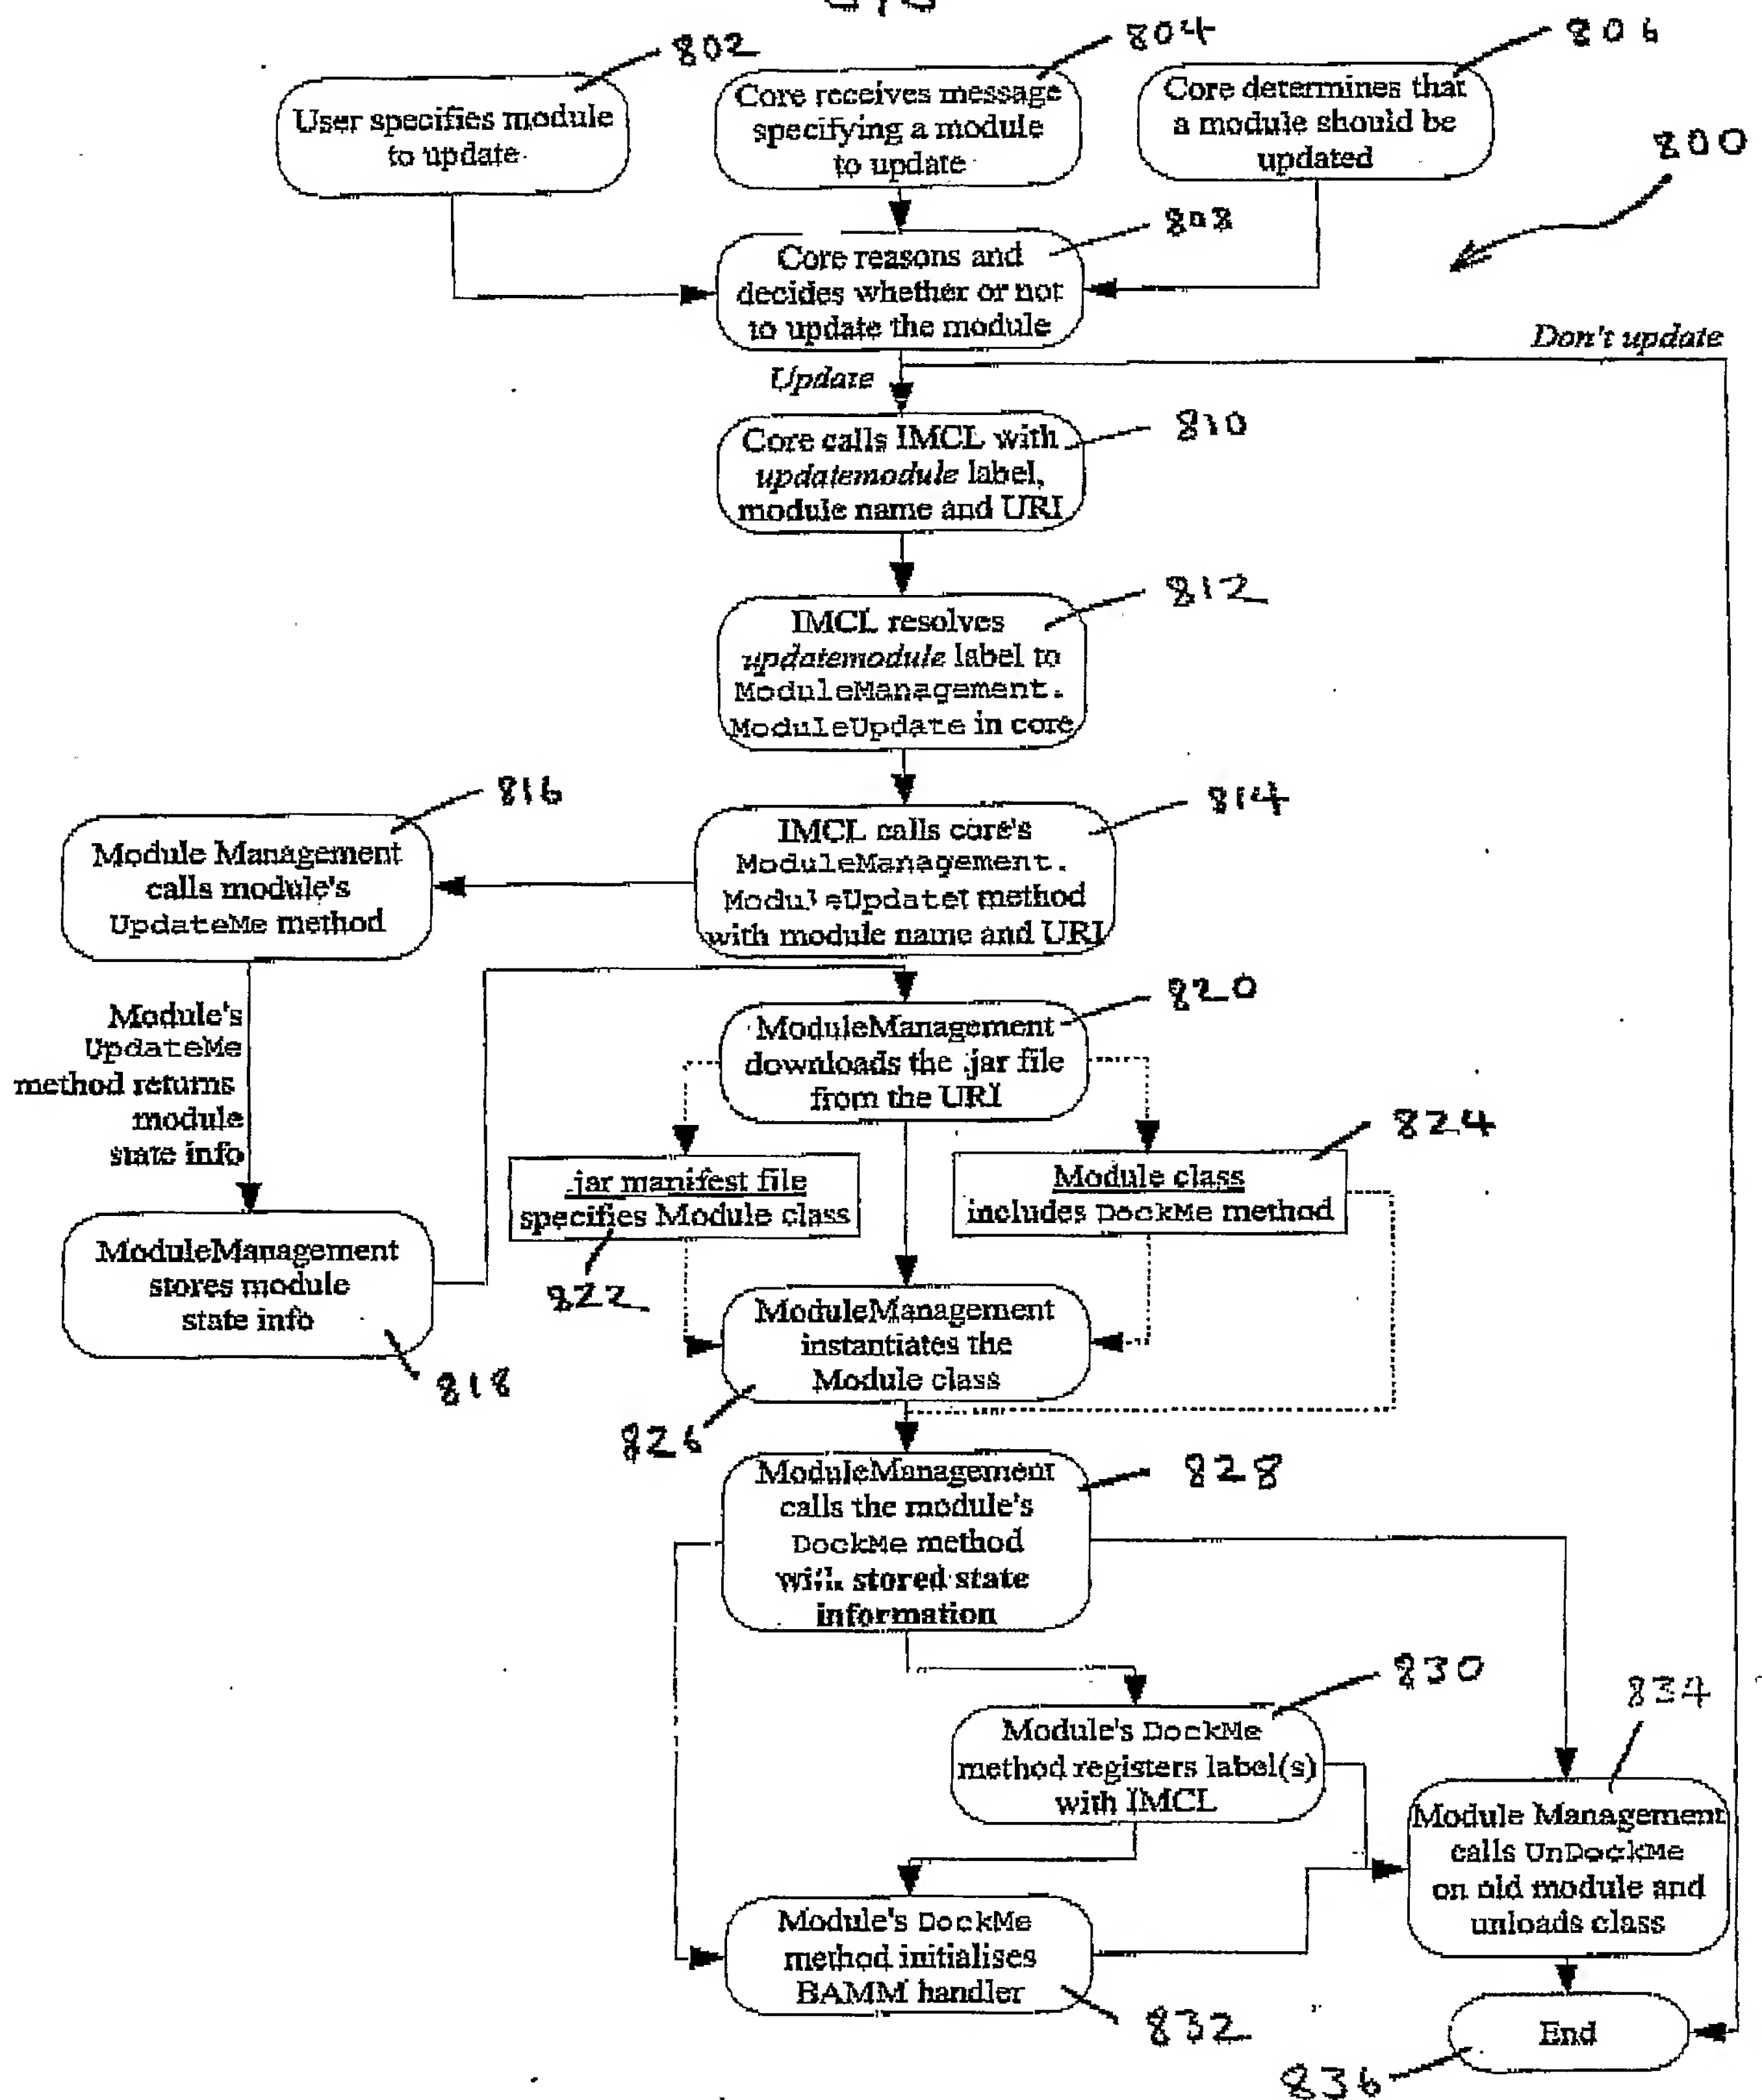 802
804
806
User specifies module
to update
Core receives message
specifying a module
to update
Core determines that
a module should be
updated
800
808
Core reasons and
decides whether or not
to update the module
Don't update
Update
810
Core calls IMCL with
updatemodule label,
module name and URI
812
IMCL resolves
updatemodule label to
ModuleManagement.
ModuleUpdate in core
816
814
Module Management
calls module's
UpdateMe method
IMCL calls core's
ModuleManagement.
method
with module name and URI
820
Module's
UpdateMe
method returns
module
state info
ModuleManagement
downloads the .jar file
from the URI
824
.jar manifest file
specifies Module class
Module class
includes DockMe method
822
ModuleManagement
stores module
state info
818
ModuleManagement
instantiates the
Module class
826
828
ModuleManagement
calls the module's
DockMe method
with stored state
information
830
834
Module's DockMe
method registers label(s)
with IMCL
Module Management
calls UnDockMe
on old module and
unloads class
Module's DockMe
method initialises
BAMM handler
832
End
836